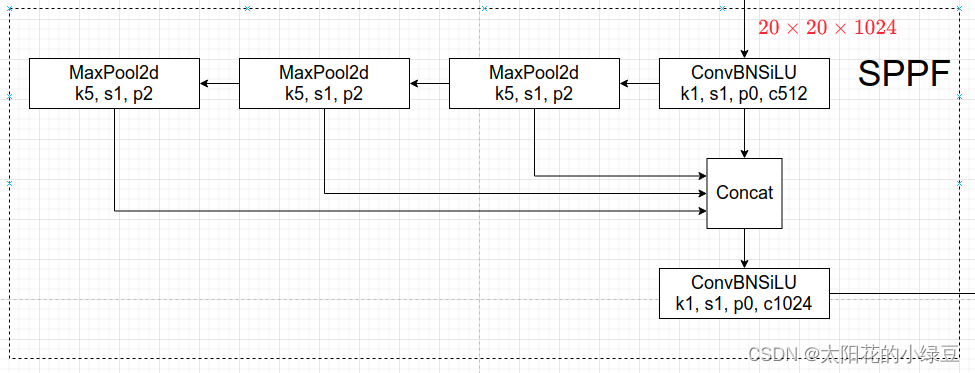 20 × 20 × 1024
SPPF
MaxPool2d
k5, s1, p2
MaxPool2d
k5, s1, p2
MaxPool2d
k5, s1, p2
ConvBNSiLU
k1, s1, p0, c512
Concat
ConvBNSiLU
k1, s1, p0, c1024
CSDN @太阳花的小绿豆